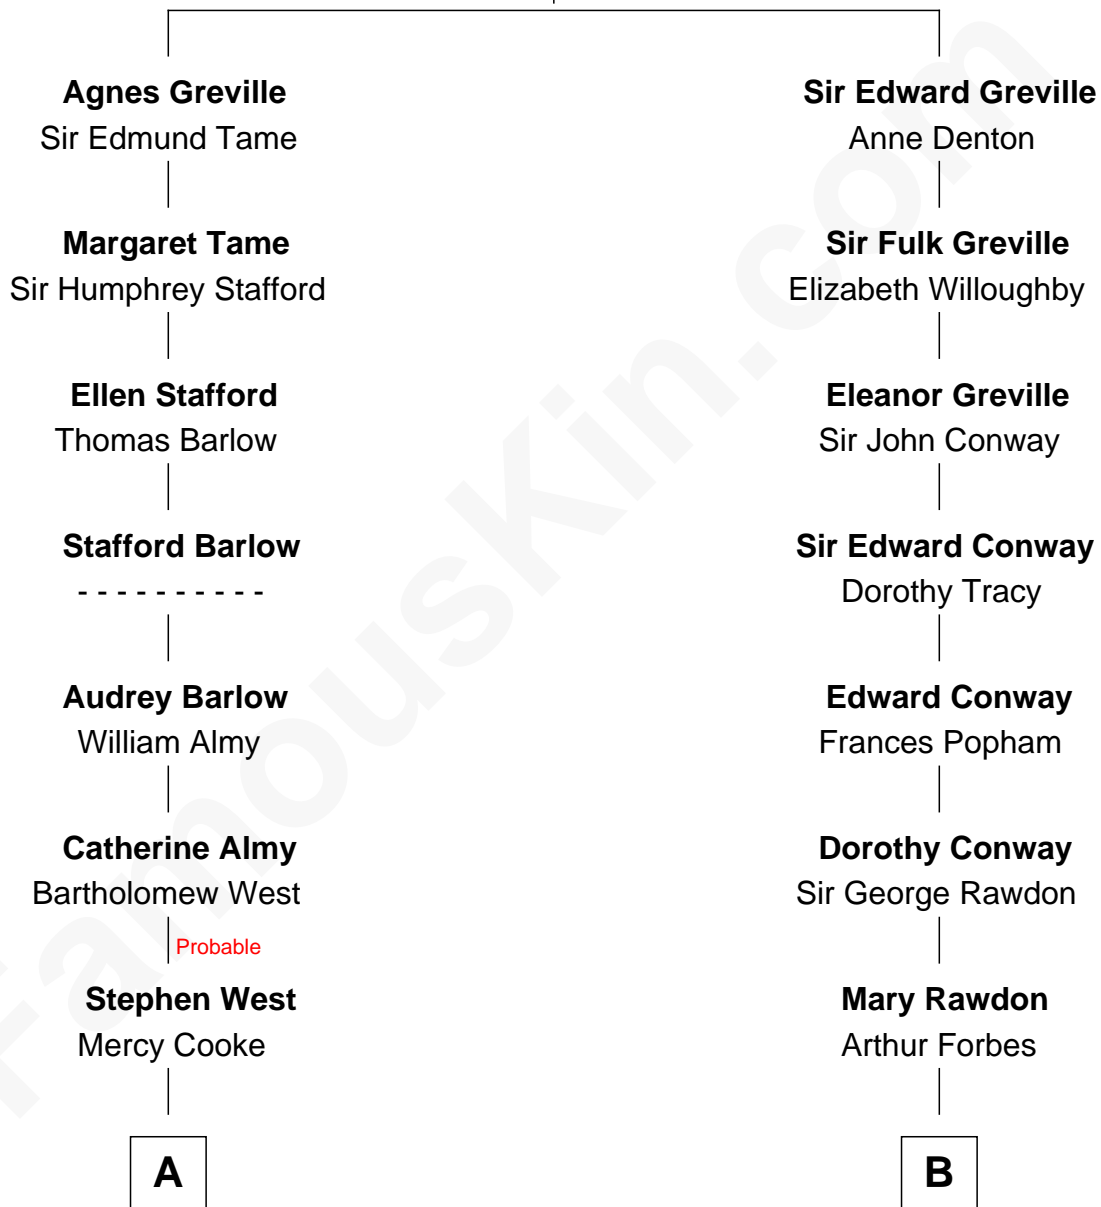 Agnes Greville
Sir Edmund Tame
Margaret Tame
Sir Humphrey Stafford
Ellen Stafford
Thomas Barlow
Stafford Barlow
- - - - - - - - - -
Audrey Barlow
William Almy
Catherine Almy
Bartholomew West
Probable
Stephen West
Mercy Cooke
A
Sir Edward Greville
Anne Denton
Sir Fulk Greville
Elizabeth Willoughby
Eleanor Greville
Sir John Conway
Sir Edward Conway
Dorothy Tracy
Edward Conway
Frances Popham
Dorothy Conway
Sir George Rawdon
Mary Rawdon
Arthur Forbes
B
FamousKin.com